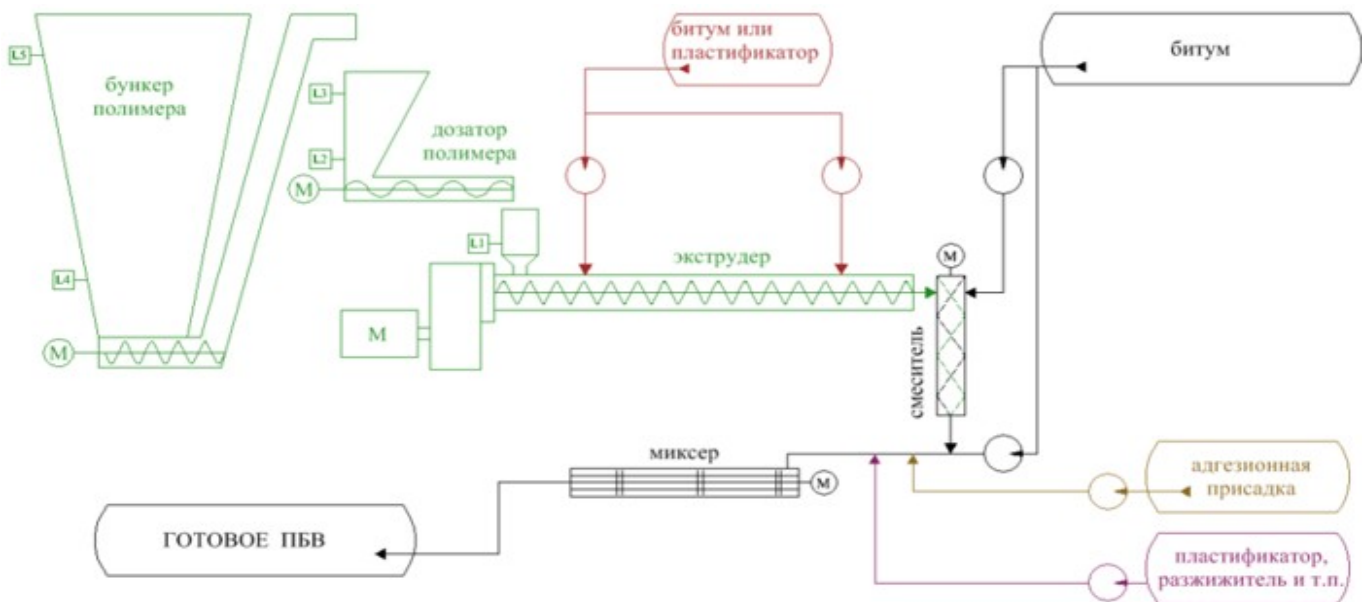 L5
бункер
полимера
L4
М
L3
L2
дозатор
полимера
М
L1
М
экструдер
битум или
пластификатор
битум
М
смеситель
миксер
М
адгезионная
присадка
пластификатор,
разжижитель и т.п.
ГОТОВОЕ ПБВ